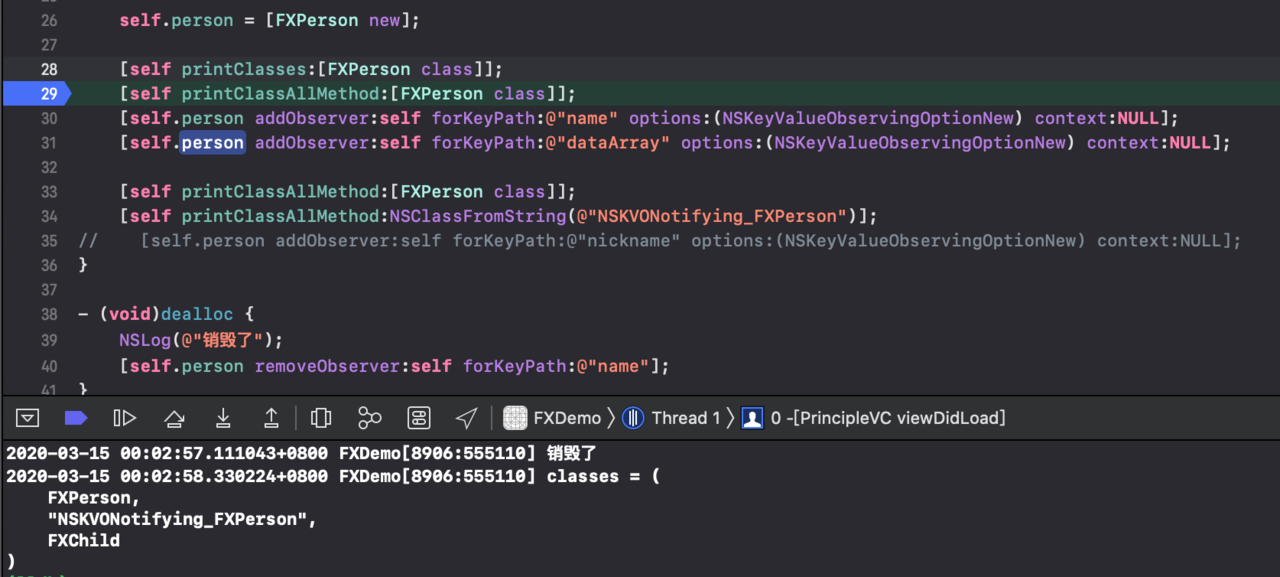 26 self.person = [FXPerson new];
27
28 [self printClasses:[FXPerson class]];
29 [self printClassAllMethod:[FXPerson class]];
30 [self.person addObserver:self forKeyPath:@"name" options:(NSKeyValueObservingOptionNew) context:NULL];
31 [self.person addObserver:self forKeyPath:@"dataArray" options:(NSKeyValueObservingOptionNew) context:NULL];
32
33 [self printClassAllMethod:[FXPerson class]];
34 [self printClassAllMethod:NSClassFromString(@"NSKVONotifying_FXPerson")];
35 // [self.person addObserver:self forKeyPath:@"nickname" options:(NSKeyValueObservingOptionNew) context:NULL];
36 }
37
38 - (void)dealloc {
39 NSLog(@"销毁了");
40 [self.person removeObserver:self forKeyPath:@"name"];
41 }
FXDemo 〉 Thread 1 〉 0 -[PrincipleVC viewDidLoad]
2020-03-15 00:02:57.111043+0800 FXDemo[8906:555110] 销毁了
2020-03-15 00:02:58.330224+0800 FXDemo[8906:555110] classes = (
FXPerson,
"NSKVONotifying_FXPerson",
FXChild
)